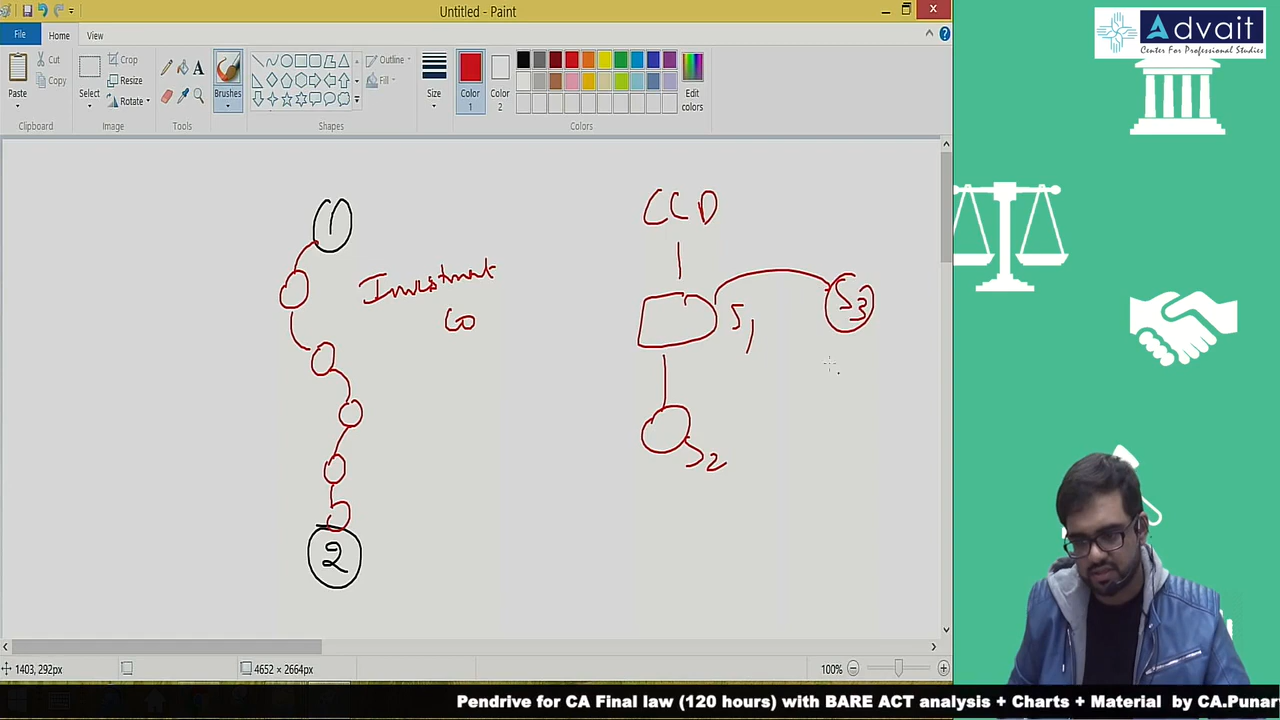 Untitled - Paint
File
Home
View
Paste
Cut
Copy
Clipboard
Select
Crop
Resize
Rotate
Image
Tools
Brushes
Shapes
Outline
Fill
Size
Color
1
Color
2
Edit
colors
Colors
Advait
Center For Professional Studies
1
Investment
Co
2
CCD
S1
S3
S2
1403, 292px
4652 × 2664px
100%
Pendrive for CA Final law (120 hours) with BARE ACT analysis + Charts + Material by CA.Punar